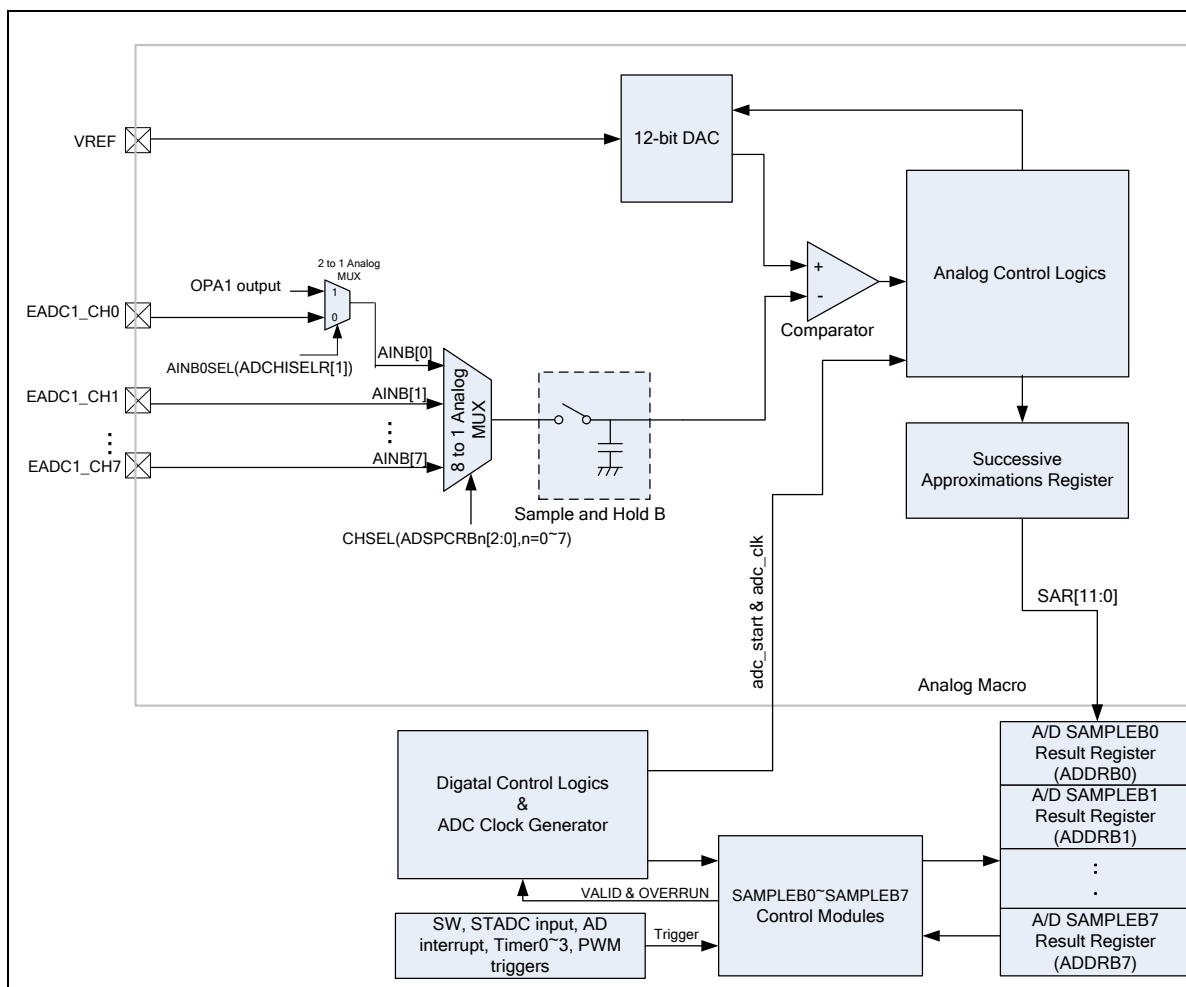 VREF
12-bit DAC
2 to 1 Analog
MUX
OPA1 output
1
0
EADC1_CH0
AINB0SEL(ADCHISELR[1])
AINB[0]
EADC1_CH1
AINB[1]
EADC1_CH7
AINB[7]
8 to 1 Analog
MUX
CHSEL(ADSPCRBn[2:0],n=0~7)
Sample and Hold B
+
-
Comparator
Analog Control Logics
Successive
Approximations Register
SAR[11:0]
adc_start & adc_clk
Analog Macro
Digatal Control Logics
&
ADC Clock Generator
VALID & OVERRUN
SW, STADC input, AD
interrupt, Timer0~3, PWM
triggers
Trigger
SAMPLEB0~SAMPLEB7
Control Modules
A/D SAMPLEB0
Result Register
(ADDRB0)
A/D SAMPLEB1
Result Register
(ADDRB1)
A/D SAMPLEB7
Result Register
(ADDRB7)